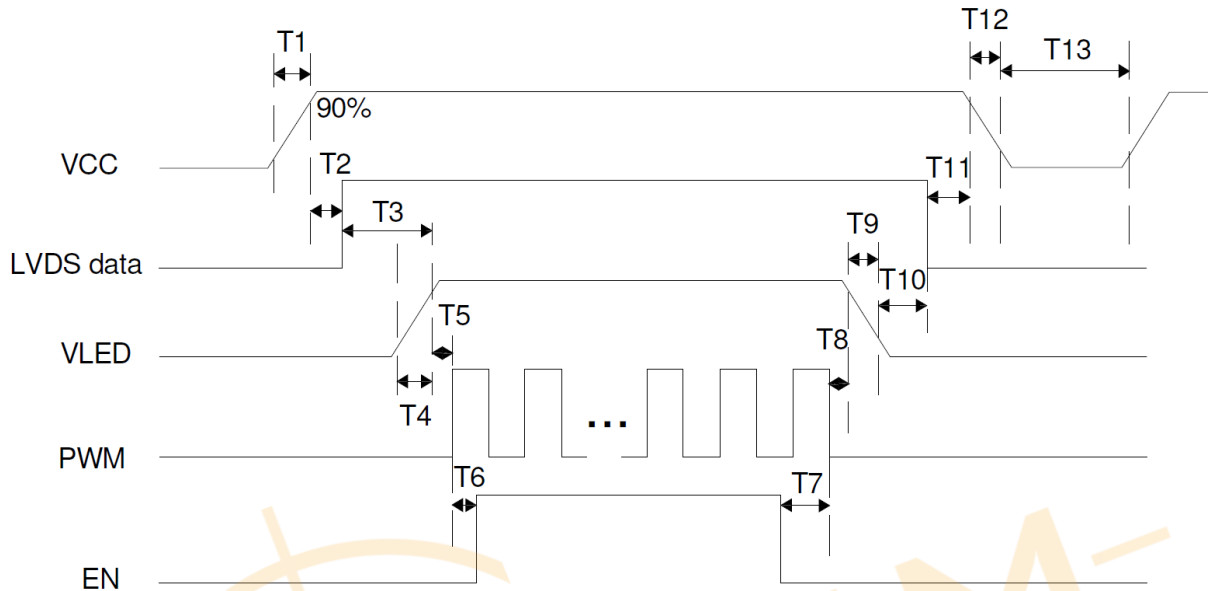 T1
T12
T13
90%
VCC
T2
T11
T3
T9
LVDS data
T10
T5
T8
VLED
T4
...
PWM
T6
T7
EN